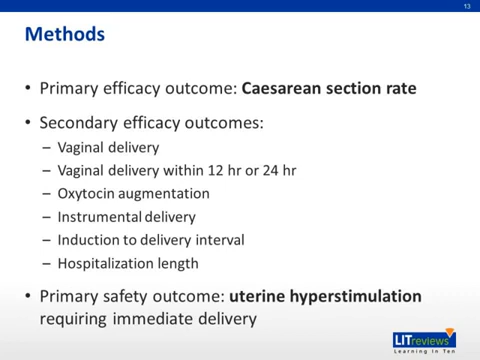 13
Methods
• Primary efficacy outcome: Caesarean section rate
• Secondary efficacy outcomes:
– Vaginal delivery
– Vaginal delivery within 12 hr or 24 hr
– Oxytocin augmentation
– Instrumental delivery
– Induction to delivery interval
– Hospitalization length
• Primary safety outcome: uterine hyperstimulation
requiring immediate delivery
LITreviews
Learning In Ten